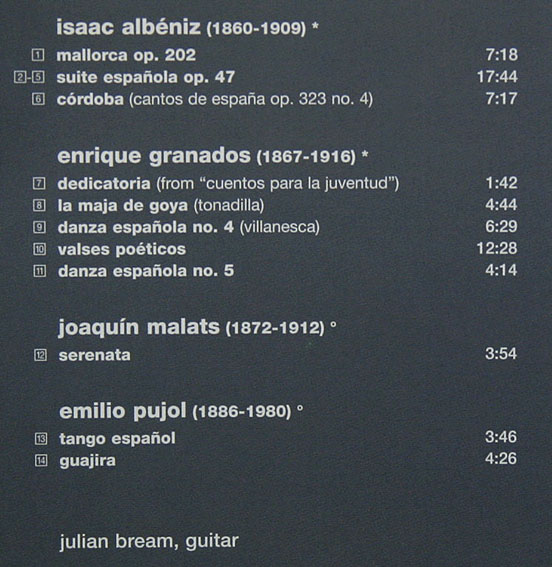 isaac albéniz (1860-1909) *
1 mallorca op. 202 7:18
2-5 suite española op. 47 17:44
6 córdoba (cantos de españa op. 323 no. 4) 7:17
enrique granados (1867-1916) *
7 dedicatoria (from “cuentos para la juventud”) 1:42
8 la maja de goya (tonadilla) 4:44
9 danza española no. 4 (villanesca) 6:29
10 valses poéticos 12:28
11 danza española no. 5 4:14
joaquín malats (1872-1912) °
12 serenata 3:54
emilio pujol (1886-1980) °
13 tango español 3:46
14 guajira 4:26
julian bream, guitar